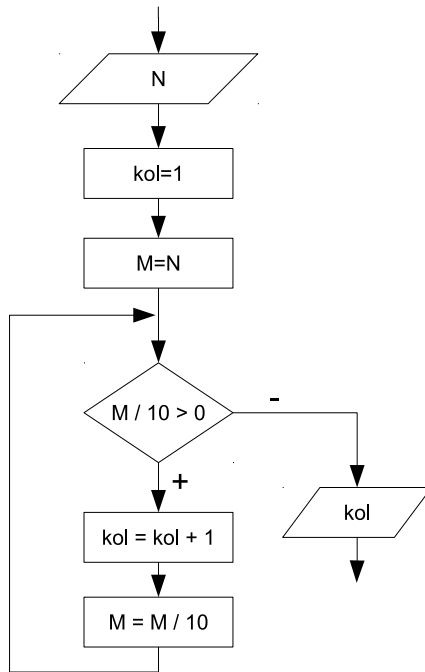 N
kol=1
M=N
M / 10 > 0
-
+
kol
kol = kol + 1
M = M / 10